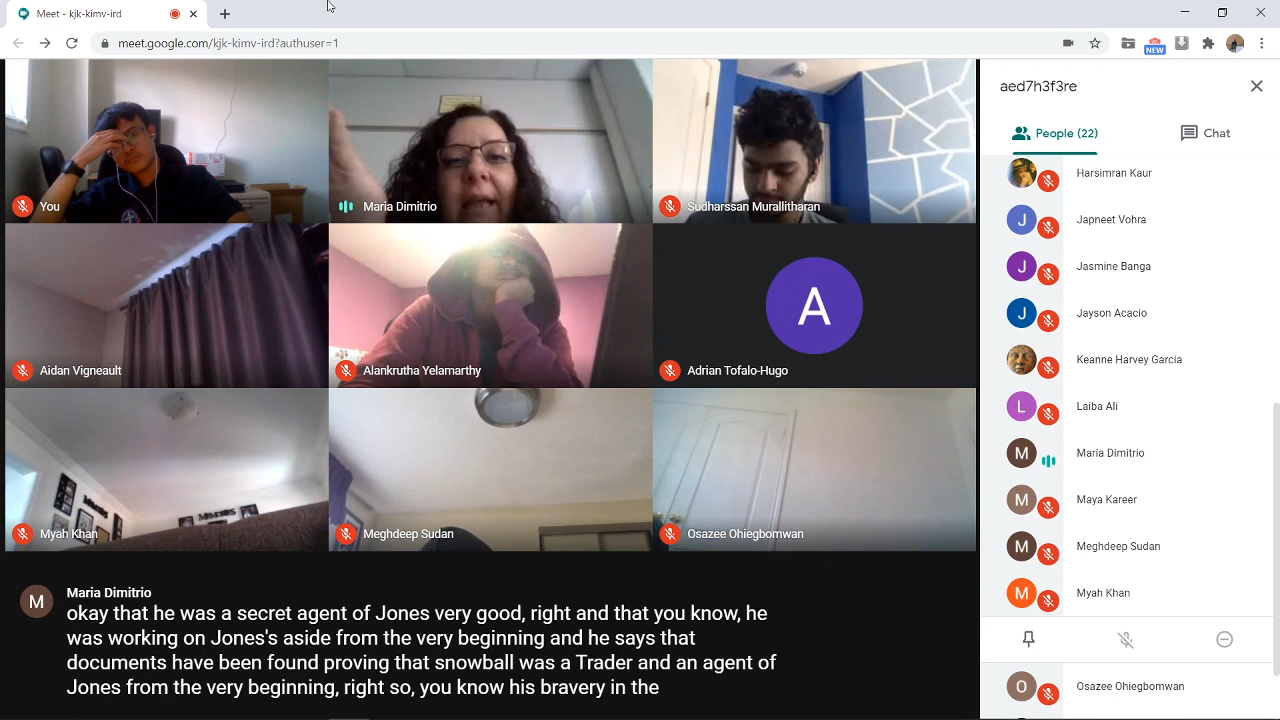 Meet - kjk-kimv-ird
meet.google.com/kjk-kimv-ird?authuser=1
NEW
You
Maria Dimitrio
Sudharssan Murallitharan
Aidan Vigneault
Alankrutha Yelamarthy
A
Adrian Tofalo-Hugo
Myah Khan
Meghdeep Sudan
Osazee Ohiegbomwan
M
Maria Dimitrio
okay that he was a secret agent of Jones very good, right and that you know, he
was working on Jones's aside from the very beginning and he says that
documents have been found proving that snowball was a Trader and an agent of
Jones from the very beginning, right so, you know his bravery in the
aed7h3f3re
People (22)
Chat
Harsimran Kaur
J
Japneet Vohra
J
Jasmine Banga
J
Jayson Acacio
Keanne Harvey Garcia
L
Laiba Ali
M
Maria Dimitrio
M
Maya Kareer
M
Meghdeep Sudan
M
Myah Khan
O
Osazee Ohiegbomwan